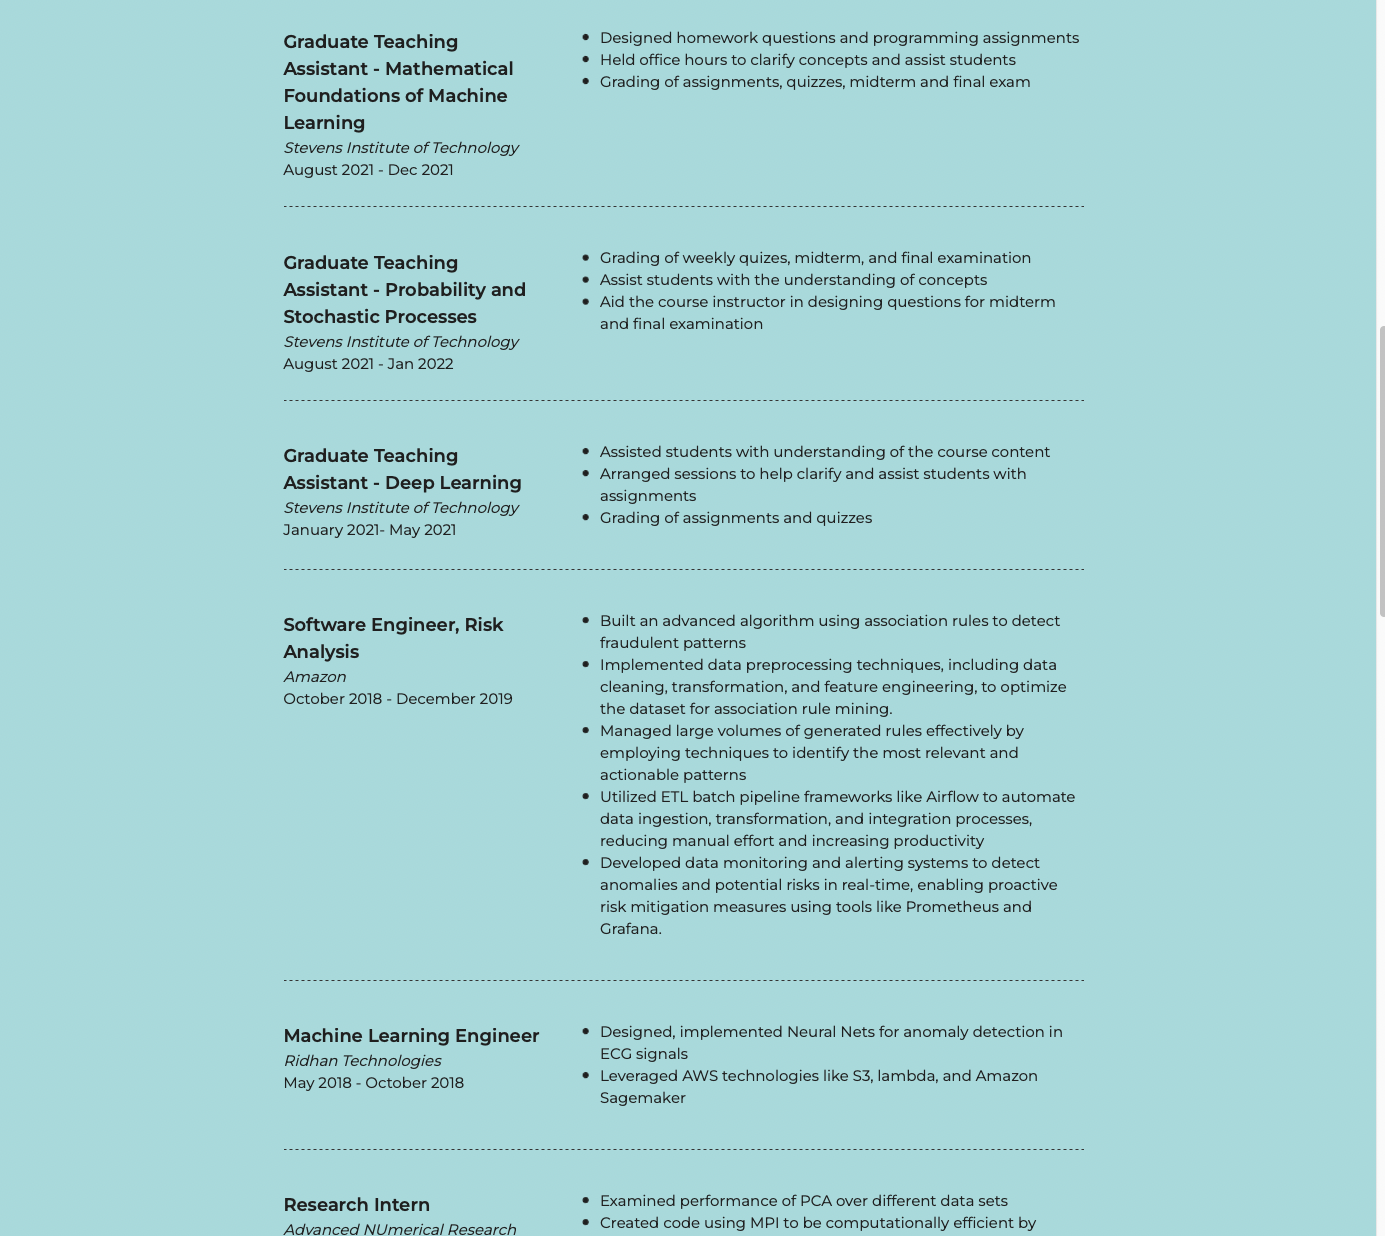 Graduate Teaching
Assistant - Mathematical
Foundations of Machine
Learning
Stevens Institute of Technology
August 2021 - Dec 2021
Designed homework questions and programming assignments
Held office hours to clarify concepts and assist students
Grading of assignments, quizzes, midterm and final exam
Graduate Teaching
Assistant - Probability and
Stochastic Processes
Stevens Institute of Technology
August 2021 - Jan 2022
Grading of weekly quizes, midterm, and final examination
Assist students with the understanding of concepts
Aid the course instructor in designing questions for midterm
and final examination
Graduate Teaching
Assistant - Deep Learning
Stevens Institute of Technology
January 2021- May 2021
Assisted students with understanding of the course content
Arranged sessions to help clarify and assist students with
assignments
Grading of assignments and quizzes
Software Engineer, Risk
Analysis
Amazon
October 2018 - December 2019
Built an advanced algorithm using association rules to detect
fraudulent patterns
Implemented data preprocessing techniques, including data
cleaning, transformation, and feature engineering, to optimize
the dataset for association rule mining.
Managed large volumes of generated rules effectively by
employing techniques to identify the most relevant and
actionable patterns
Utilized ETL batch pipeline frameworks like Airflow to automate
data ingestion, transformation, and integration processes,
reducing manual effort and increasing productivity
Developed data monitoring and alerting systems to detect
anomalies and potential risks in real-time, enabling proactive
risk mitigation measures using tools like Prometheus and
Grafana.
Machine Learning Engineer
Ridhan Technologies
May 2018 - October 2018
Designed, implemented Neural Nets for anomaly detection in
ECG signals
Leveraged AWS technologies like S3, lambda, and Amazon
Sagemaker
Research Intern
Advanced NUmerical Research
Examined performance of PCA over different data sets
Created code using MPI to be computationally efficient by